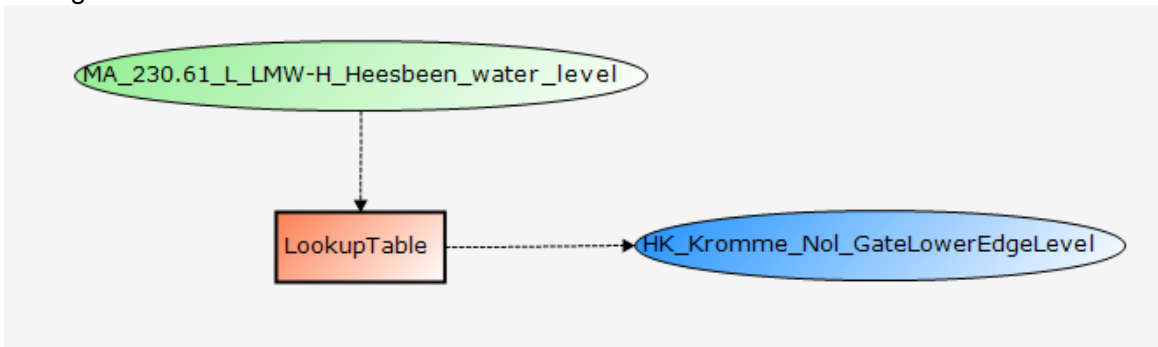 MA_230.61_L_LMW-H_Heesbeen_water_level
LookupTable
HK_Kromme_Nol_GateLowerEdgeLevel